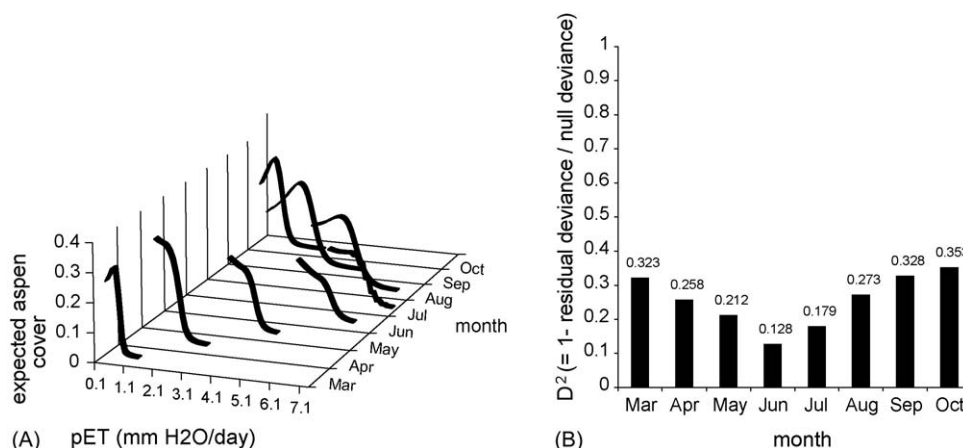 expected aspen
cover
0.4
0.3
0.2
0.1
0
0.1
1.1
2.1
3.1
4.1
5.1
6.1
7.1
Mar
Apr
May
Jun
Jul
Aug
Sep
Oct
month
(A) pET (mm H2O/day)
D² (= 1- residual deviance / null deviance)
1
0.9
0.8
0.7
0.6
0.5
0.4
0.3
0.2
0.1
0
0.323
0.258
0.212
0.128
0.179
0.273
0.328
Mar Apr May Jun Jul Aug Sep Oct
(B) month